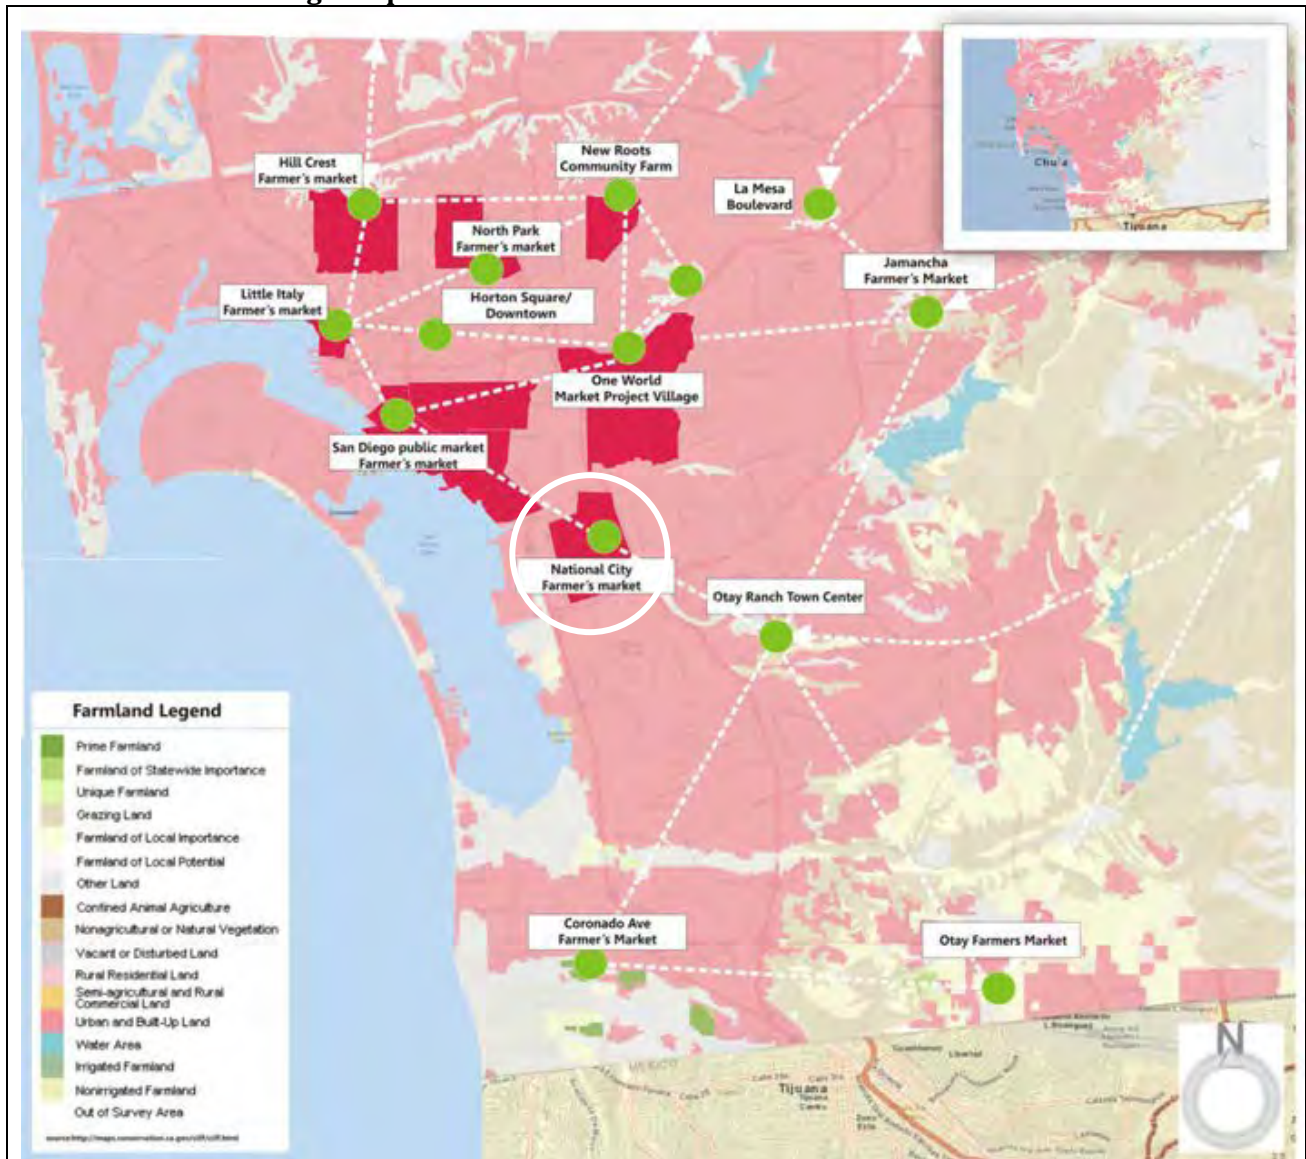 Hill Crest
Farmer's market
New Roots
Community Farm
La Mesa
Boulevard
North Park
Farmer's market
Jamancha
Farmer's Market
Little Italy
Farmer's market
Horton Square/
Downtown
One World
Market Project Village
San Diego public market
Farmer's market
National City
Farmer's market
Otay Ranch Town Center
Coronado Ave
Farmer's Market
Otay Farmers Market
Chula
Tijuana
Farmland Legend
Prime Farmland
Farmland of Statewide Importance
Unique Farmland
Grazing Land
Farmland of Local Importance
Farmland of Local Potential
Other Land
Confined Animal Agriculture
Nonagricultural or Natural Vegetation
Vacant or Disturbed Land
Rural Residential Land
Semi-agricultural and Rural
Commercial Land
Urban and Built-Up Land
Water Area
Irrigated Farmland
Nonirrigated Farmland
Out of Survey Area
MEXICO
Tijuana
N